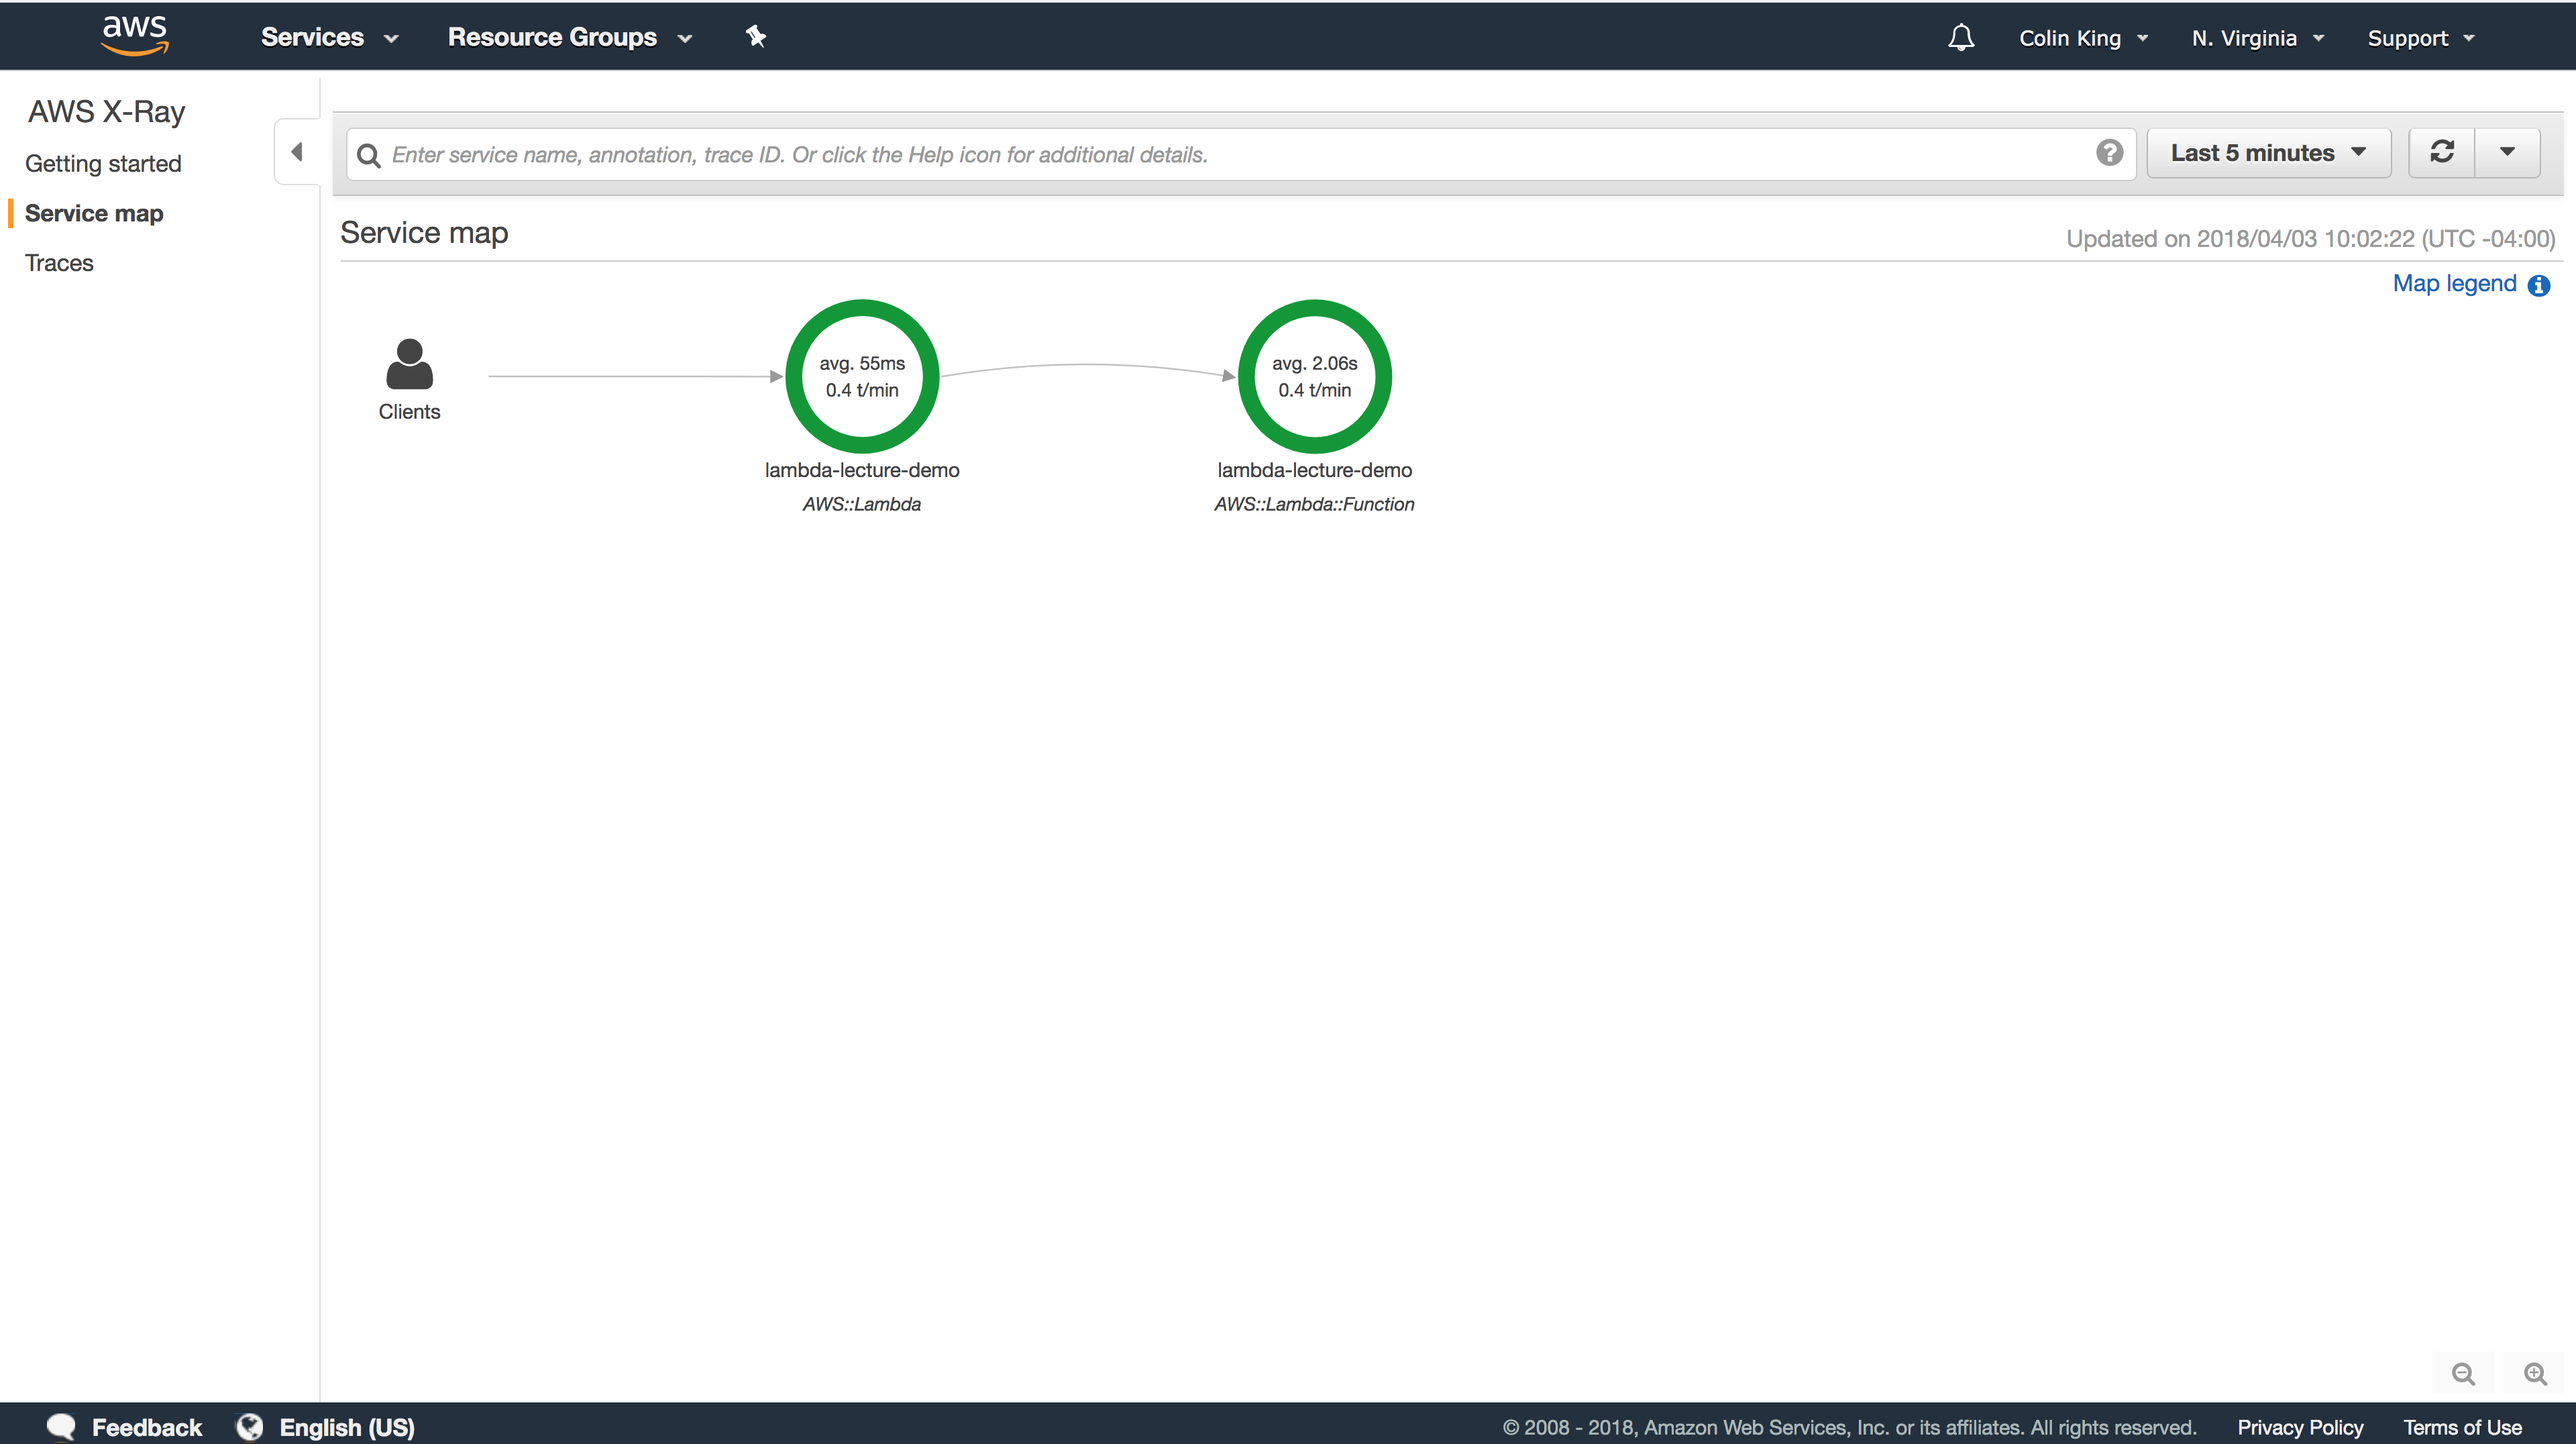 aws Services Resource Groups Colin King N. Virginia Support
AWS X-Ray
Getting started
Service map
Traces
Enter service name, annotation, trace ID. Or click the Help icon for additional details. ? Last 5 minutes
Service map
Updated on 2018/04/03 10:02:22 (UTC -04:00)
Map legend i
Clients
avg. 55ms
0.4 t/min
lambda-lecture-demo
AWS::Lambda
avg. 2.06s
0.4 t/min
lambda-lecture-demo
AWS::Lambda::Function
Feedback English (US) © 2008 - 2018, Amazon Web Services, Inc. or its affiliates. All rights reserved. Privacy Policy Terms of Use